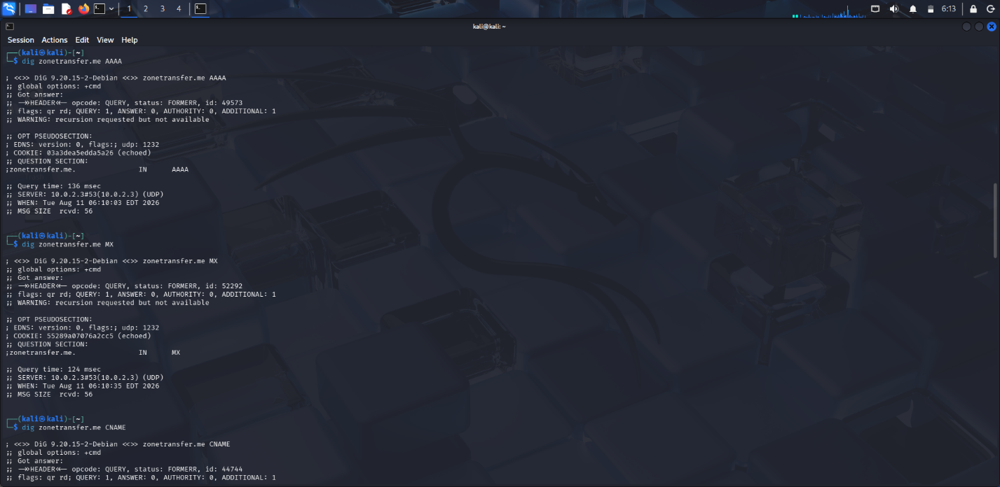 1 2 3 4
6:13
kali@kali: ~
Session Actions Edit View Help
┌──(kali㉿kali)-[~]
└─$ dig zonetransfer.me AAAA
; <<>> DiG 9.20.15-2-Debian <<>> zonetransfer.me AAAA
;; global options: +cmd
;; Got answer:
;; ->>HEADER<<- opcode: QUERY, status: FORMERR, id: 49573
;; flags: qr rd; QUERY: 1, ANSWER: 0, AUTHORITY: 0, ADDITIONAL: 1
;; WARNING: recursion requested but not available
;; OPT PSEUDOSECTION:
; EDNS: version: 0, flags:; udp: 1232
; COOKIE: 03a3dea5edda5a26 (echoed)
;; QUESTION SECTION:
;zonetransfer.me. IN AAAA
;; Query time: 136 msec
;; SERVER: 10.0.2.3#53(10.0.2.3) (UDP)
;; WHEN: Tue Aug 11 06:10:03 EDT 2026
;; MSG SIZE rcvd: 56
┌──(kali㉿kali)-[~]
└─$ dig zonetransfer.me MX
; <<>> DiG 9.20.15-2-Debian <<>> zonetransfer.me MX
;; global options: +cmd
;; Got answer:
;; ->>HEADER<<- opcode: QUERY, status: FORMERR, id: 52292
;; flags: qr rd; QUERY: 1, ANSWER: 0, AUTHORITY: 0, ADDITIONAL: 1
;; WARNING: recursion requested but not available
;; OPT PSEUDOSECTION:
; EDNS: version: 0, flags:; udp: 1232
; COOKIE: 55289a07076a2cc5 (echoed)
;; QUESTION SECTION:
;zonetransfer.me. IN MX
;; Query time: 124 msec
;; SERVER: 10.0.2.3#53(10.0.2.3) (UDP)
;; WHEN: Tue Aug 11 06:10:35 EDT 2026
;; MSG SIZE rcvd: 56
┌──(kali㉿kali)-[~]
└─$ dig zonetransfer.me CNAME
; <<>> DiG 9.20.15-2-Debian <<>> zonetransfer.me CNAME
;; global options: +cmd
;; Got answer:
;; ->>HEADER<<- opcode: QUERY, status: FORMERR, id: 44744
;; flags: qr rd; QUERY: 1, ANSWER: 0, AUTHORITY: 0, ADDITIONAL: 1